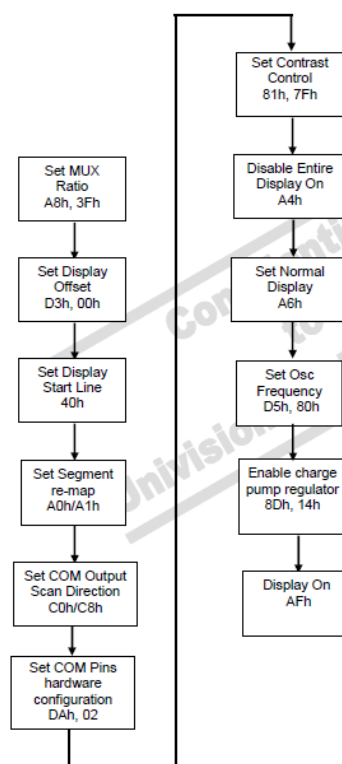 Set MUX
Ratio
A8h, 3Fh
Set Display
Offset
D3h, 00h
Set Display
Start Line
40h
Set Segment
re-map
A0h/A1h
Set COM Output
Scan Direction
C0h/C8h
Set COM Pins
hardware
configuration
DAh, 02
Set Contrast
Control
81h, 7Fh
Disable Entire
Display On
A4h
Set Normal
Display
A6h
Set Osc
Frequency
D5h, 80h
Enable charge
pump regulator
8Dh, 14h
Display On
AFh
to
Univision